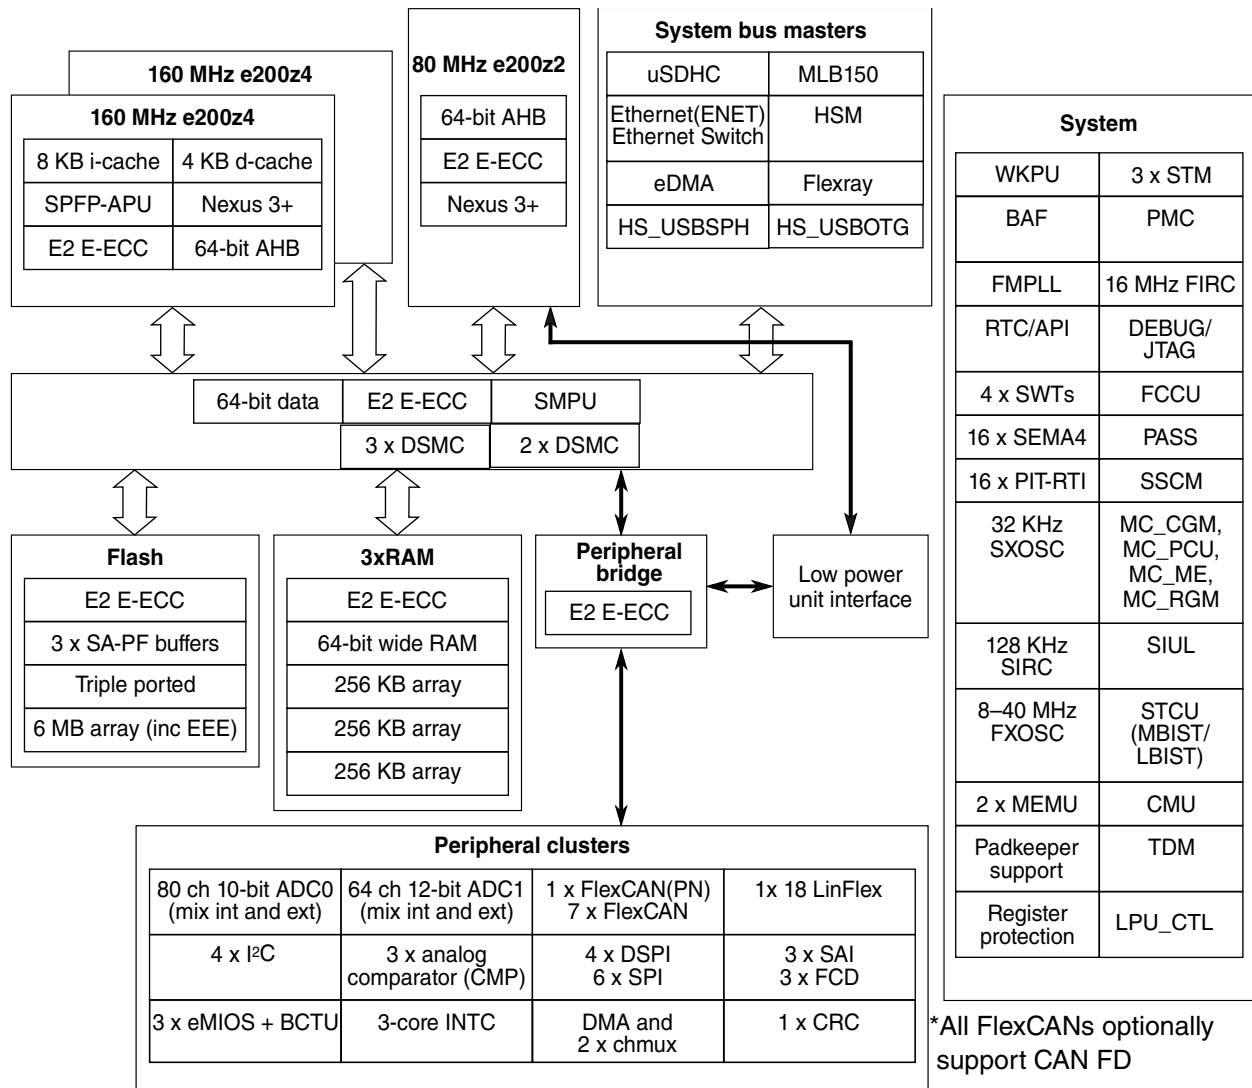 160 MHz e200z4
160 MHz e200z4
8 KB i-cache
4 KB d-cache
SPFP-APU
Nexus 3+
E2 E-ECC
64-bit AHB
80 MHz e200z2
64-bit AHB
E2 E-ECC
Nexus 3+
System bus masters
uSDHC
MLB150
Ethernet(ENET)
Ethernet Switch
HSM
eDMA
Flexray
HS_USBSPH
HS_USBOTG
64-bit data
E2 E-ECC
SMPU
3 x DSMC
2 x DSMC
Flash
E2 E-ECC
3 x SA-PF buffers
Triple ported
6 MB array (inc EEE)
3xRAM
E2 E-ECC
64-bit wide RAM
256 KB array
256 KB array
256 KB array
Peripheral
bridge
E2 E-ECC
Low power
unit interface
Peripheral clusters
80 ch 10-bit ADC0
(mix int and ext)
64 ch 12-bit ADC1
(mix int and ext)
1 x FlexCAN(PN)
7 x FlexCAN
1x 18 LinFlex
4 x I²C
3 x analog
comparator (CMP)
4 x DSPI
6 x SPI
3 x SAI
3 x FCD
3 x eMIOS + BCTU
3-core INTC
DMA and
2 x chmux
1 x CRC
System
WKPU
3 x STM
BAF
PMC
FMPLL
16 MHz FIRC
RTC/API
DEBUG/
JTAG
4 x SWTs
FCCU
16 x SEMA4
PASS
16 x PIT-RTI
SSCM
32 KHz
SXOSC
MC_CGM,
MC_PCU,
MC_ME,
MC_RGM
128 KHz
SIRC
SIUL
8–40 MHz
FXOSC
STCU
(MBIST/
LBIST)
2 x MEMU
CMU
Padkeeper
support
TDM
Register
protection
LPU_CTL
*All FlexCANs optionally
support CAN FD